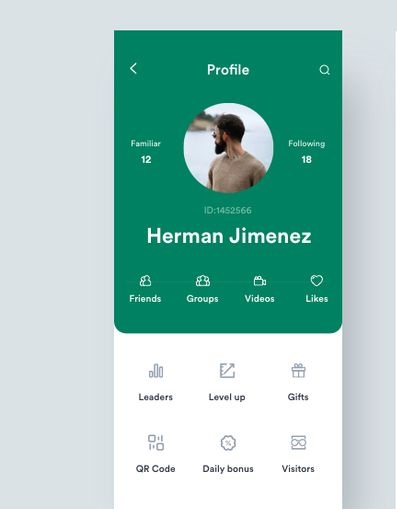 Profile
Familiar
Following
12
18
ID:1452566
Herman Jimenez
Friends Groups Videos Likes
Leaders Level up Gifts
QR Code Daily bonus Visitors